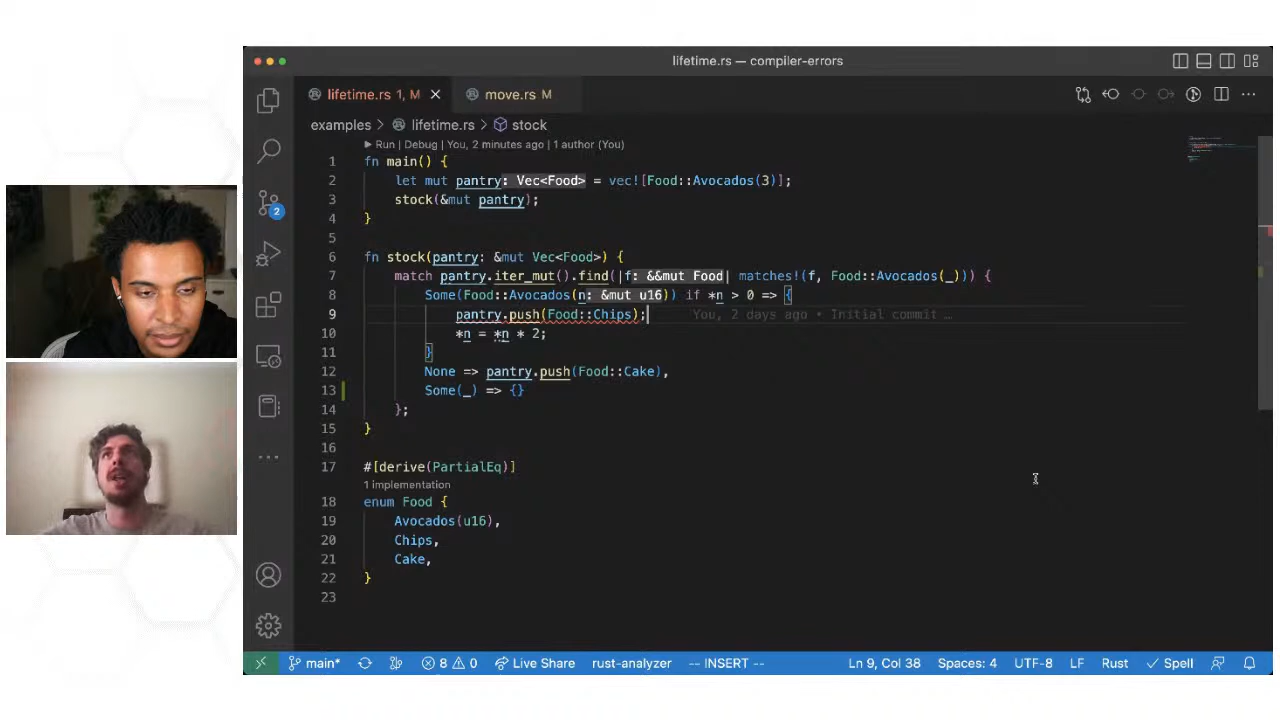 lifetime.rs — compiler-errors
lifetime.rs 1, M
move.rs M
examples > lifetime.rs > stock
Run | Debug | You, 2 minutes ago | 1 author (You)
1 fn main() {
2 let mut pantry: Vec<Food> = vec![Food::Avocados(3)];
3 stock(&mut pantry);
4 }
5
6 fn stock(pantry: &mut Vec<Food>) {
7 match pantry.iter_mut().find(|f: &&mut Food| matches!(f, Food::Avocados(_))) {
8 Some(Food::Avocados(n: &mut u16)) if *n > 0 => {
9 pantry.push(Food::Chips); You, 2 days ago • Initial commit …
10 *n = *n * 2;
11 }
12 None => pantry.push(Food::Cake),
13 Some(_) => {}
14 };
15 }
16
17 #[derive(PartialEq)]
1 implementation
18 enum Food {
19 Avocados(u16),
20 Chips,
21 Cake,
22 }
23
2
main* 8 0 Live Share rust-analyzer -- INSERT -- Ln 9, Col 38 Spaces: 4 UTF-8 LF Rust Spell